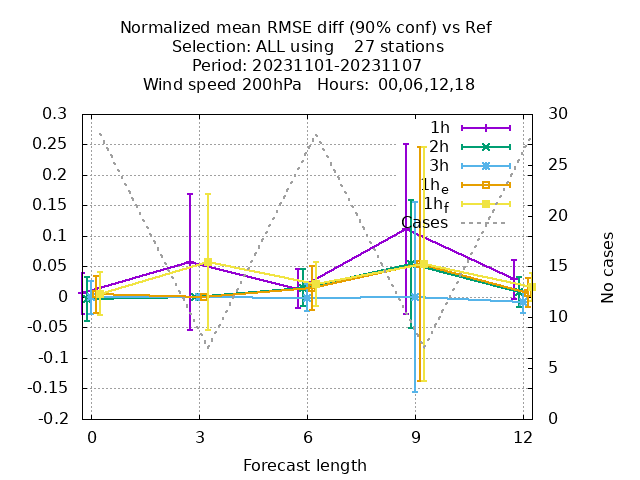 Normalized mean RMSE diff (90% conf) vs Ref
Selection: ALL using    27 stations
Period: 20231101-20231107
Wind speed 200hPa   Hours: 00,06,12,18
0.3
0.25
0.2
0.15
0.1
0.05
0
-0.05
-0.1
-0.15
-0.2
30
25
20
15
10
5
0
1h
2h
3h
1h_e
1h_f
Cases
No cases
0 3 6 9 12
Forecast length